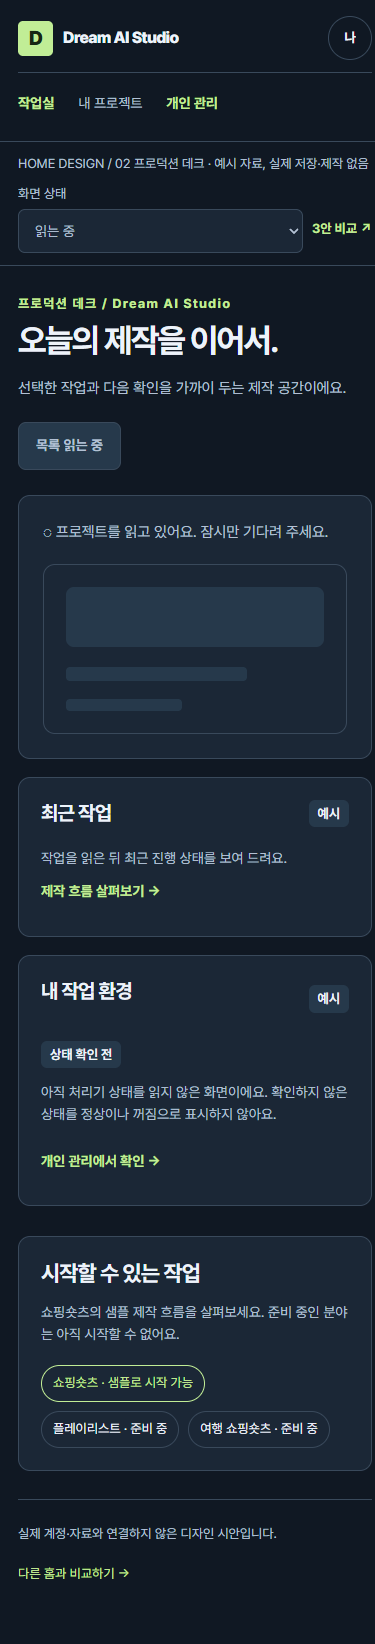 D Dream AI Studio 나
작업실 내 프로젝트 개인 관리
HOME DESIGN / 02 프로덕션 데크 · 예시 자료, 실제 저장·제작 없음
화면 상태
읽는 중 3안 비교 ↗
프로덕션 데크 / Dream AI Studio
오늘의 제작을 이어서.
선택한 작업과 다음 확인을 가까이 두는 제작 공간이에요.
목록 읽는 중
◌ 프로젝트를 읽고 있어요. 잠시만 기다려 주세요.
최근 작업 예시
작업을 읽은 뒤 최근 진행 상태를 보여 드려요.
제작 흐름 살펴보기 →
내 작업 환경 예시
상태 확인 전
아직 처리기 상태를 읽지 않은 화면이에요. 확인하지 않은
상태를 정상이나 꺼짐으로 표시하지 않아요.
개인 관리에서 확인 →
시작할 수 있는 작업
쇼핑숏츠의 샘플 제작 흐름을 살펴보세요. 준비 중인 분야
는 아직 시작할 수 없어요.
쇼핑숏츠 · 샘플로 시작 가능
플레이리스트 · 준비 중 여행 쇼핑숏츠 · 준비 중
실제 계정·자료와 연결하지 않은 디자인 시안입니다.
다른 홈과 비교하기 →